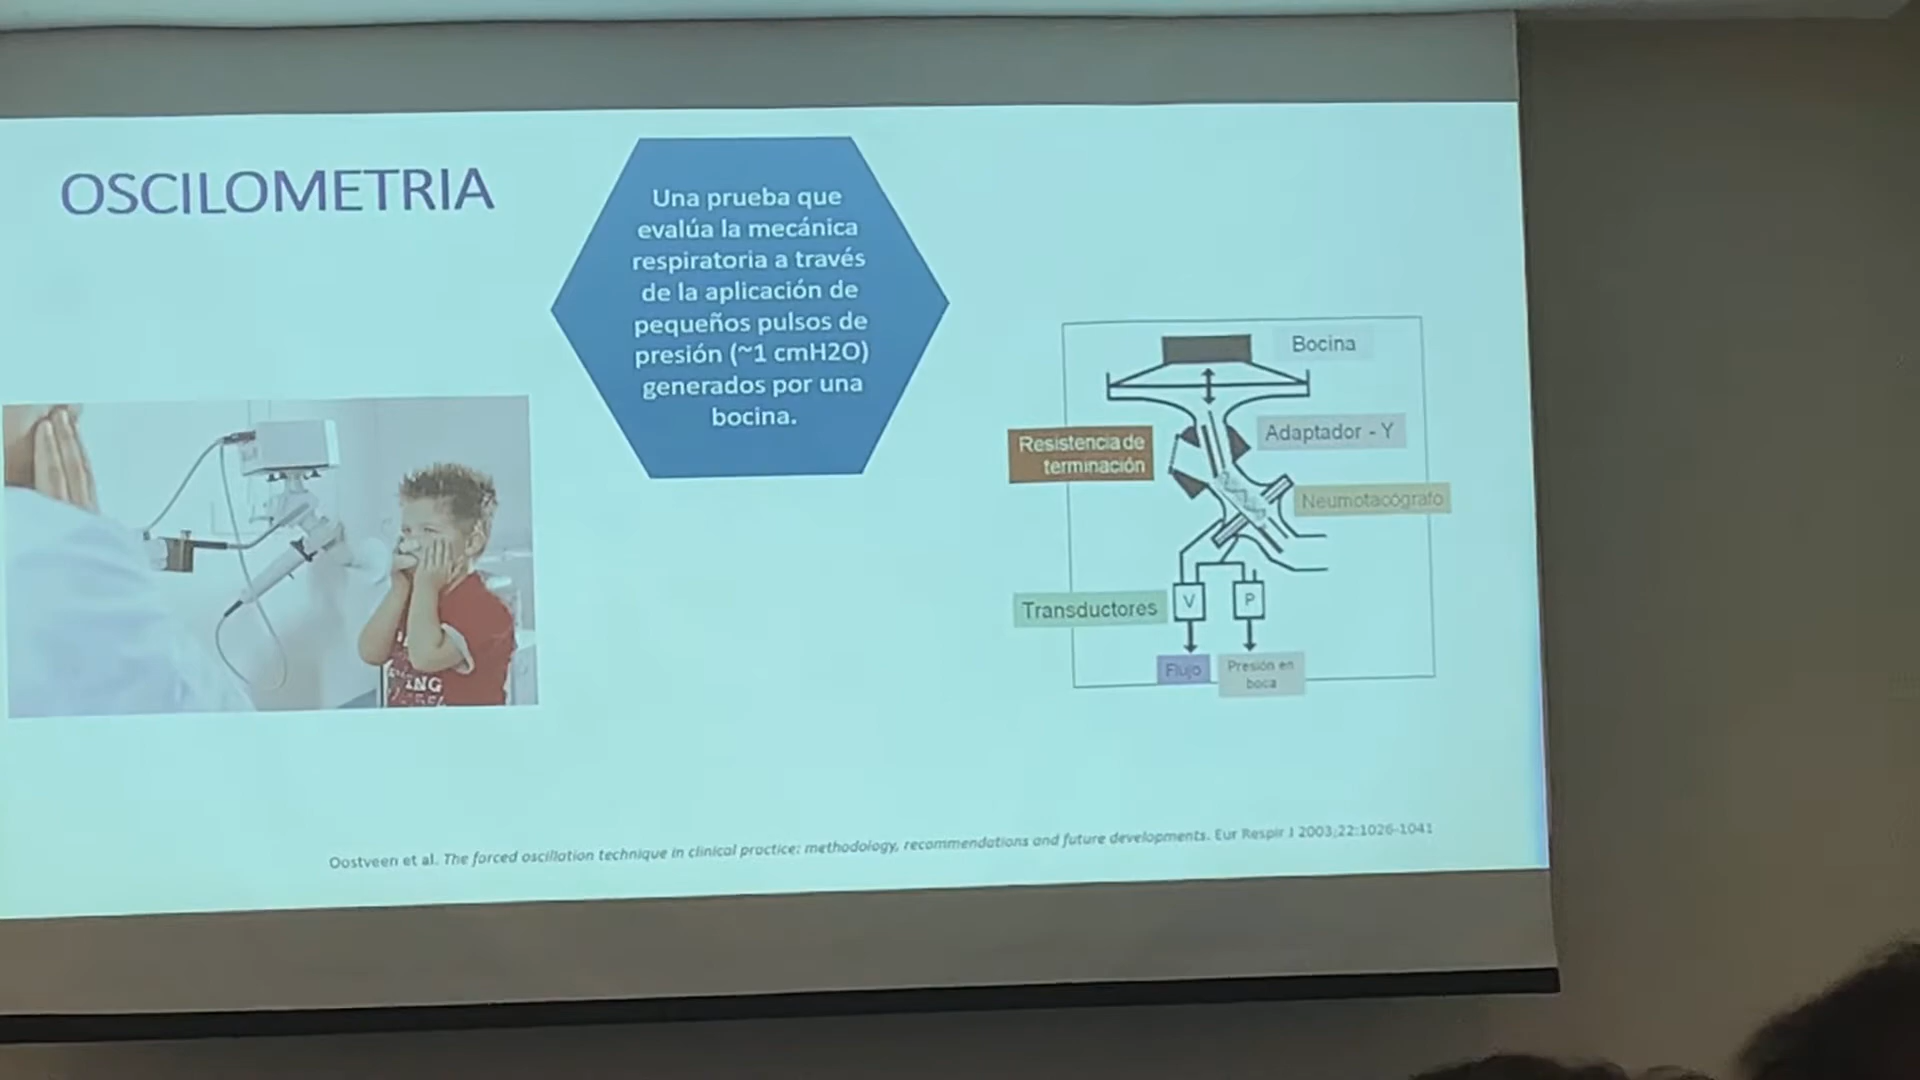 OSCILOMETRIA
Una prueba que
evalúa la mecánica
respiratoria a través
de la aplicación de
pequeños pulsos de
presión (~1 cmH2O)
generados por una
bocina.
Bocina
Resistencia de
terminación
Adaptador - Y
Neumotacógrafo
Transductores
V
P
Flujo
Presión en
boca
ING
Oostveen et al. The forced oscillation technique in clinical practice: methodology, recommendations and future developments. Eur Respir J 2003;22:1026-1041